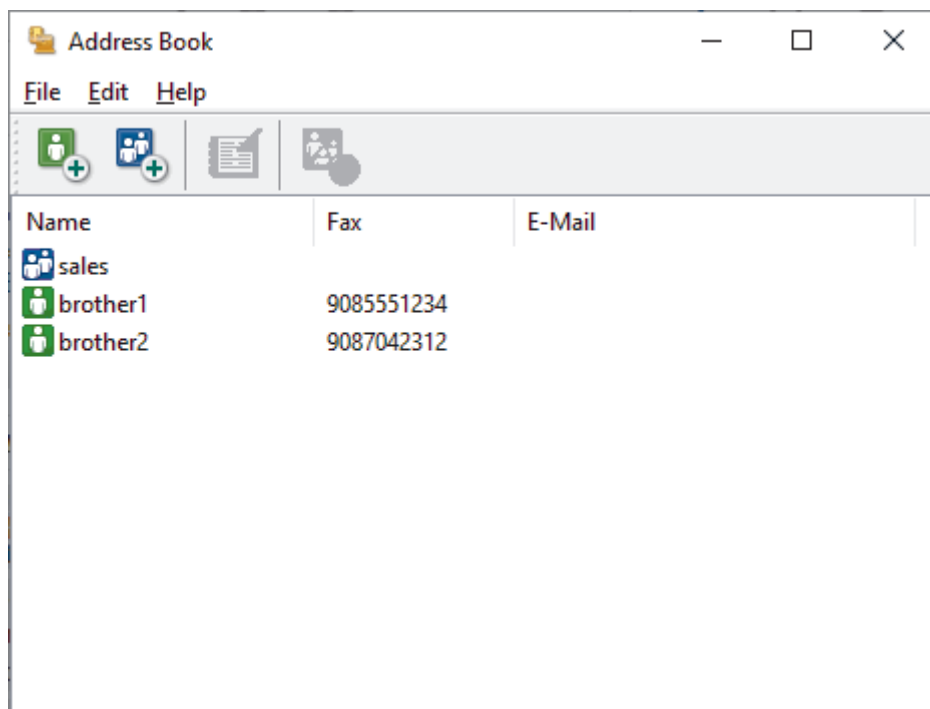 Address Book
File Edit Help
Name Fax E-Mail
sales
brother1 9085551234
brother2 9087042312